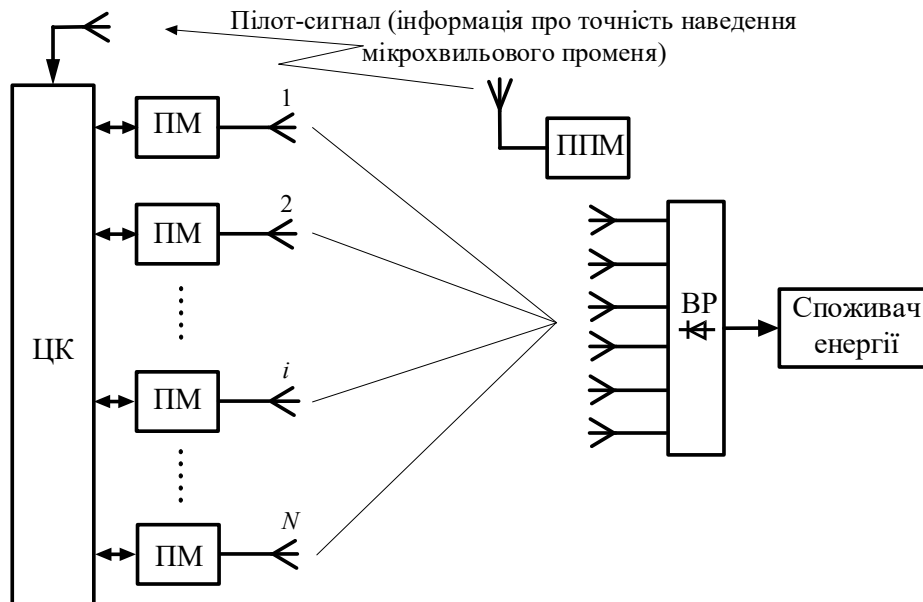 Пілот-сигнал (інформація про точність наведення
мікрохвильового променя)
ЦК
ПМ
1
ППМ
ПМ
2
ВР
Споживач
енергії
ПМ
i
ПМ
N